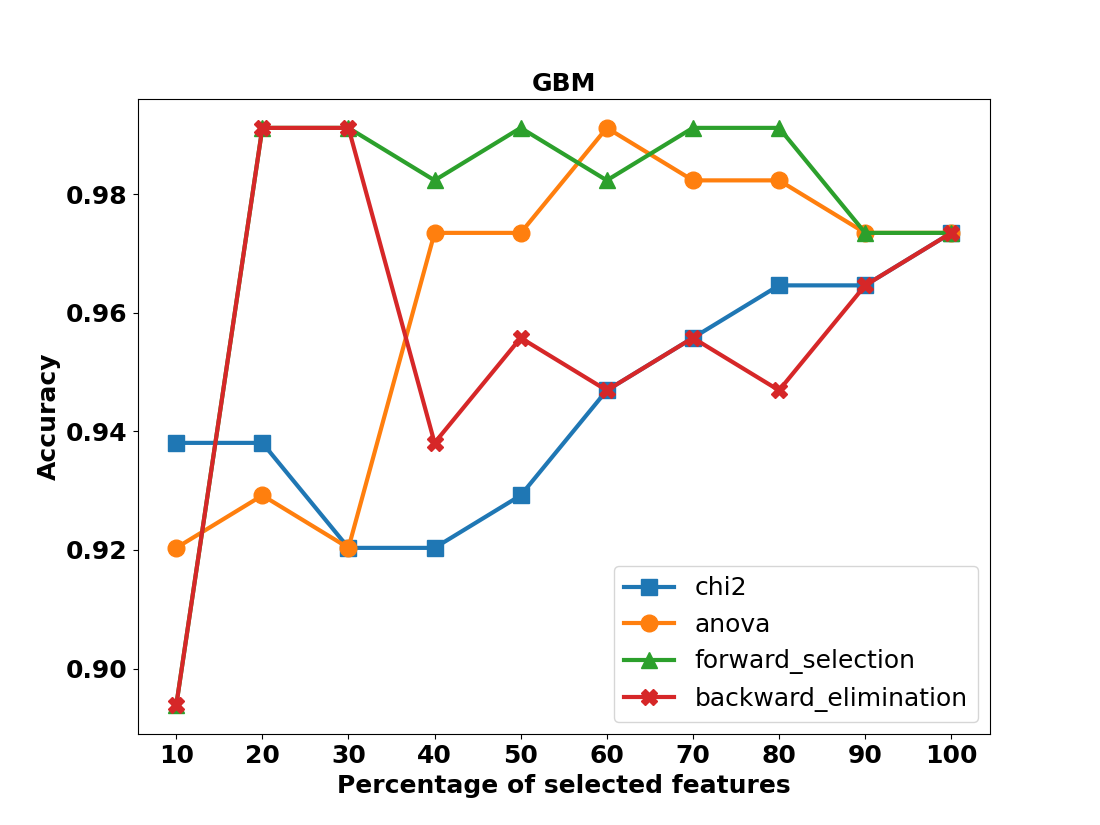 GBM
Accuracy
0.98
0.96
0.94
0.92
0.90
chi2
anova
forward_selection
backward_elimination
10 20 30 40 50 60 70 80 90 100
Percentage of selected features